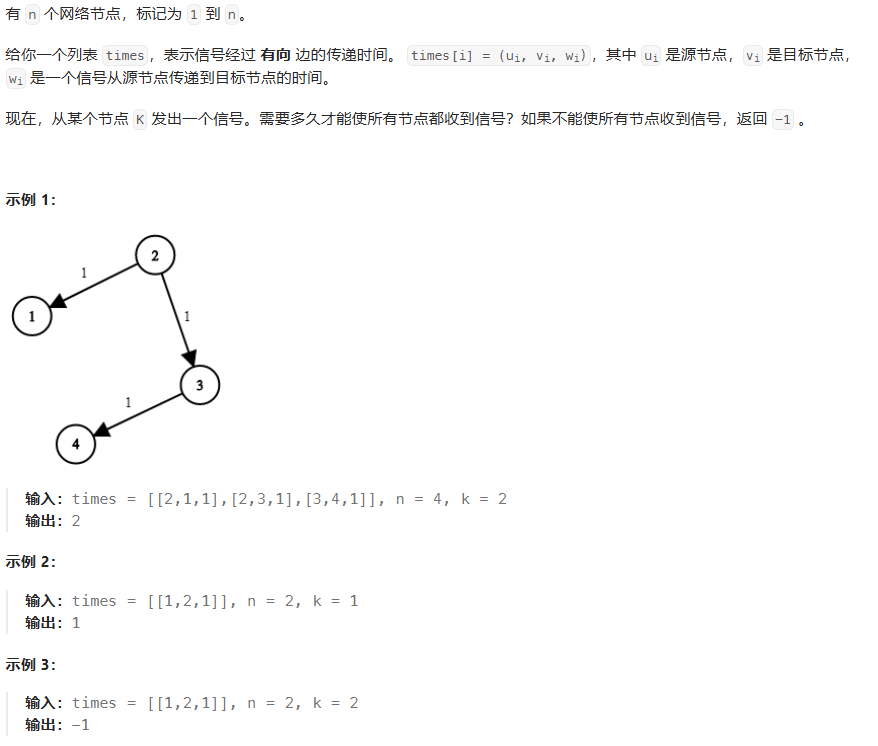 有 n 个网络节点，标记为 1 到 n。
给你一个列表 times，表示信号经过 有向 边的传递时间。 times[i] = (ui, vi, wi)，其中 ui 是源节点，vi 是目标节点，
wi 是一个信号从源节点传递到目标节点的时间。
现在，从某个节点 K 发出一个信号。需要多久才能使所有节点都收到信号？如果不能使所有节点收到信号，返回 -1 。
示例 1：
2
1
1
1
3
1
4
输入：times = [[2,1,1],[2,3,1],[3,4,1]], n = 4, k = 2
输出：2
示例 2：
输入：times = [[1,2,1]], n = 2, k = 1
输出：1
示例 3：
输入：times = [[1,2,1]], n = 2, k = 2
输出：-1